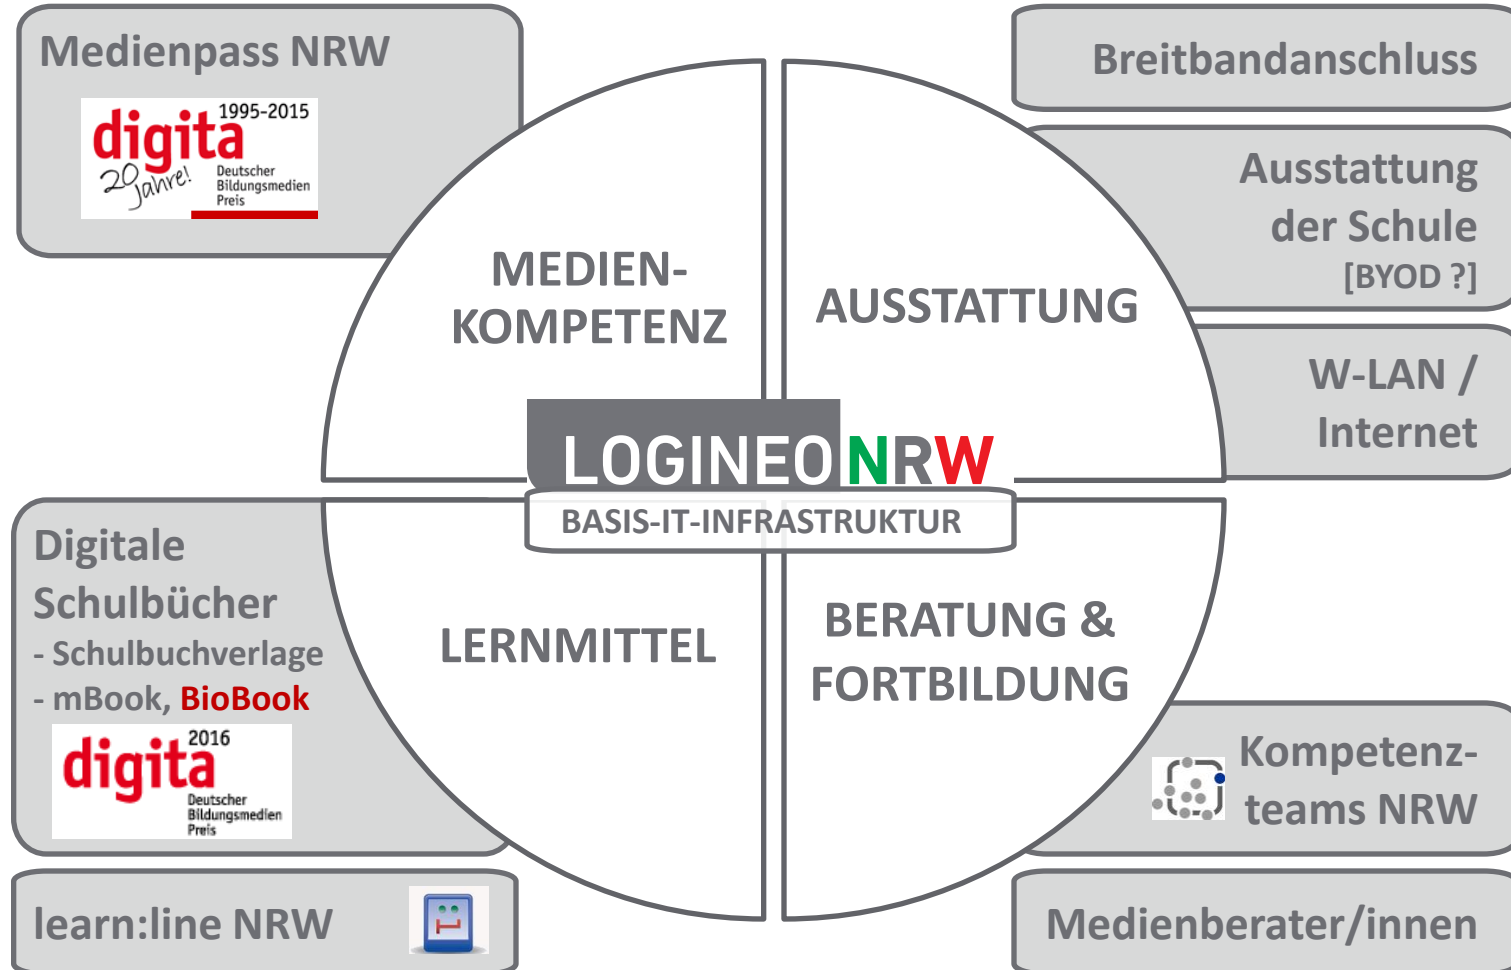 Medienpass NRW
digita
1995-2015
20 Jahre!
Deutscher
Bildungsmedien
Preis
Breitbandanschluss
Ausstattung
der Schule
[BYOD ?]
W-LAN /
Internet
MEDIEN-
KOMPETENZ
AUSSTATTUNG
LOGINEO NRW
BASIS-IT-INFRASTRUKTUR
LERNMITTEL
BERATUNG &
FORTBILDUNG
Digitale
Schulbücher
- Schulbuchverlage
- mBook, BioBook
digita
2016
Deutscher
Bildungsmedien
Preis
learn:line NRW
Kompetenz-
teams NRW
Medienberater/innen